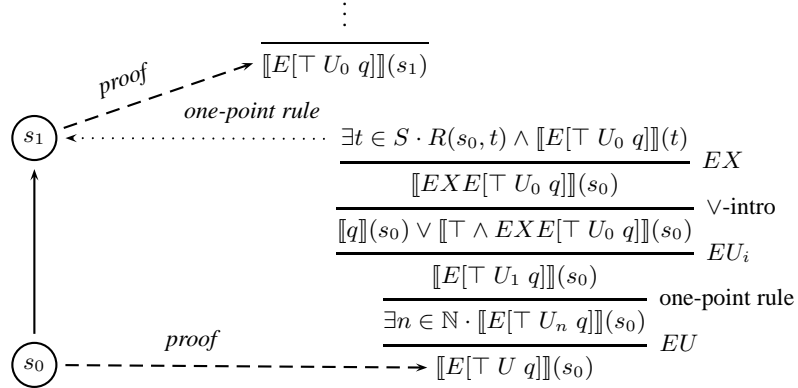 ⋮
⟦E[⊤ U₀ q]⟧(s₁)
proof
one-point rule
s₁
∃t ∈ S · R(s₀, t) ∧ ⟦E[⊤ U₀ q]⟧(t)
EX
⟦EXE[⊤ U₀ q]⟧(s₀)
∨-intro
⟦q⟧(s₀) ∨ ⟦⊤ ∧ EXE[⊤ U₀ q]⟧(s₀)
EUᵢ
⟦E[⊤ U₁ q]⟧(s₀)
one-point rule
∃n ∈ ℕ · ⟦E[⊤ Uₙ q]⟧(s₀)
EU
proof
s₀
⟦E[⊤ U q]⟧(s₀)